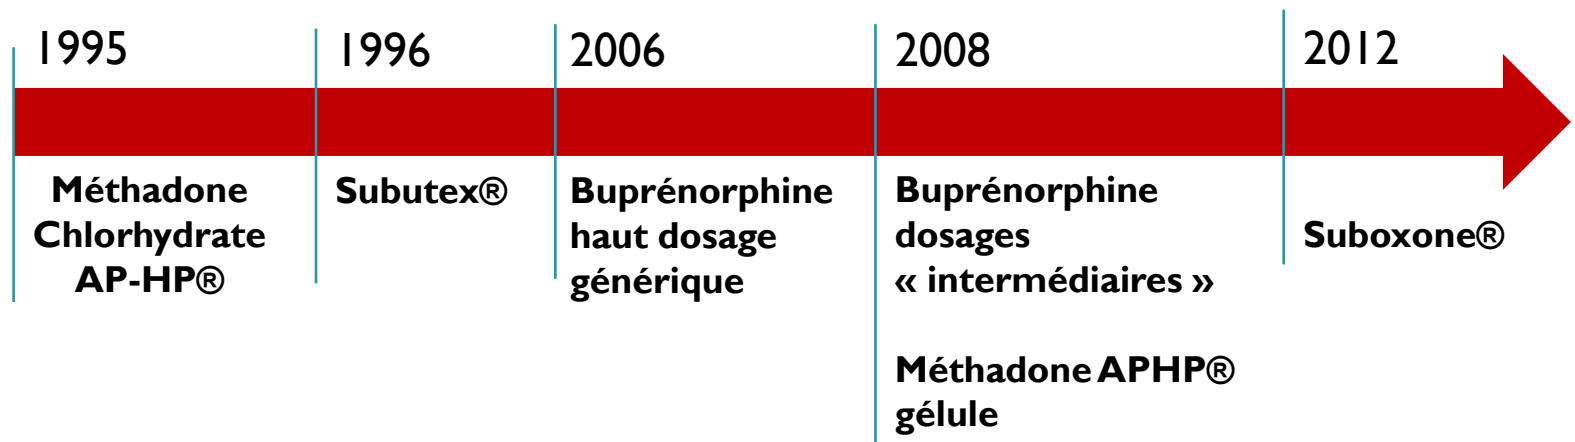 1995
Méthadone
Chlorhydrate
AP-HP®
1996
Subutex®
2006
Buprénorphine
haut dosage
générique
2008
Buprénorphine
dosages
« intermédiaires »
Méthadone APHP®
gélule
2012
Suboxone®